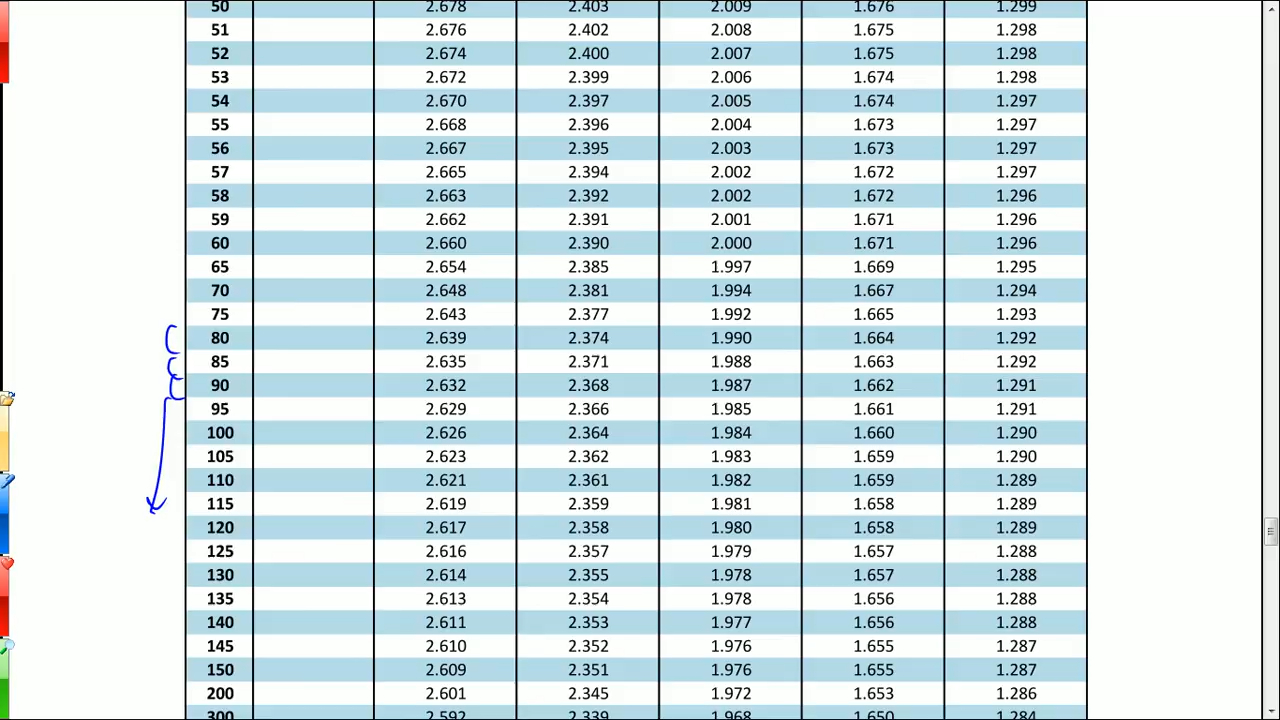 50 2.678 2.403 2.009 1.676 1.299
51 2.676 2.402 2.008 1.675 1.298
52 2.674 2.400 2.007 1.675 1.298
53 2.672 2.399 2.006 1.674 1.298
54 2.670 2.397 2.005 1.674 1.297
55 2.668 2.396 2.004 1.673 1.297
56 2.667 2.395 2.003 1.673 1.297
57 2.665 2.394 2.002 1.672 1.297
58 2.663 2.392 2.002 1.672 1.296
59 2.662 2.391 2.001 1.671 1.296
60 2.660 2.390 2.000 1.671 1.296
65 2.654 2.385 1.997 1.669 1.295
70 2.648 2.381 1.994 1.667 1.294
75 2.643 2.377 1.992 1.665 1.293
80 2.639 2.374 1.990 1.664 1.292
85 2.635 2.371 1.988 1.663 1.292
90 2.632 2.368 1.987 1.662 1.291
95 2.629 2.366 1.985 1.661 1.291
100 2.626 2.364 1.984 1.660 1.290
105 2.623 2.362 1.983 1.659 1.290
110 2.621 2.361 1.982 1.659 1.289
115 2.619 2.359 1.981 1.658 1.289
120 2.617 2.358 1.980 1.658 1.289
125 2.616 2.357 1.979 1.657 1.288
130 2.614 2.355 1.978 1.657 1.288
135 2.613 2.354 1.978 1.656 1.288
140 2.611 2.353 1.977 1.656 1.288
145 2.610 2.352 1.976 1.655 1.287
150 2.609 2.351 1.976 1.655 1.287
200 2.601 2.345 1.972 1.653 1.286
300 2.592 2.339 1.968 1.650 1.284